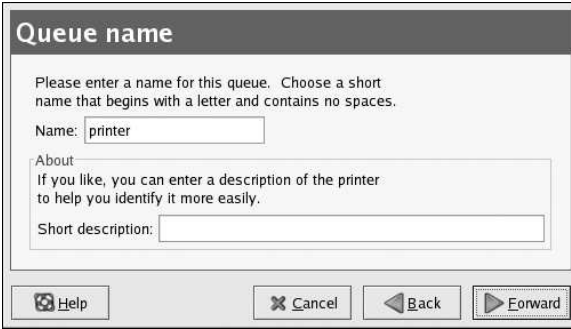 Queue name
Please enter a name for this queue. Choose a short
name that begins with a letter and contains no spaces.
Name: printer
About
If you like, you can enter a description of the printer
to help you identify it more easily.
Short description:
Help Cancel Back Forward